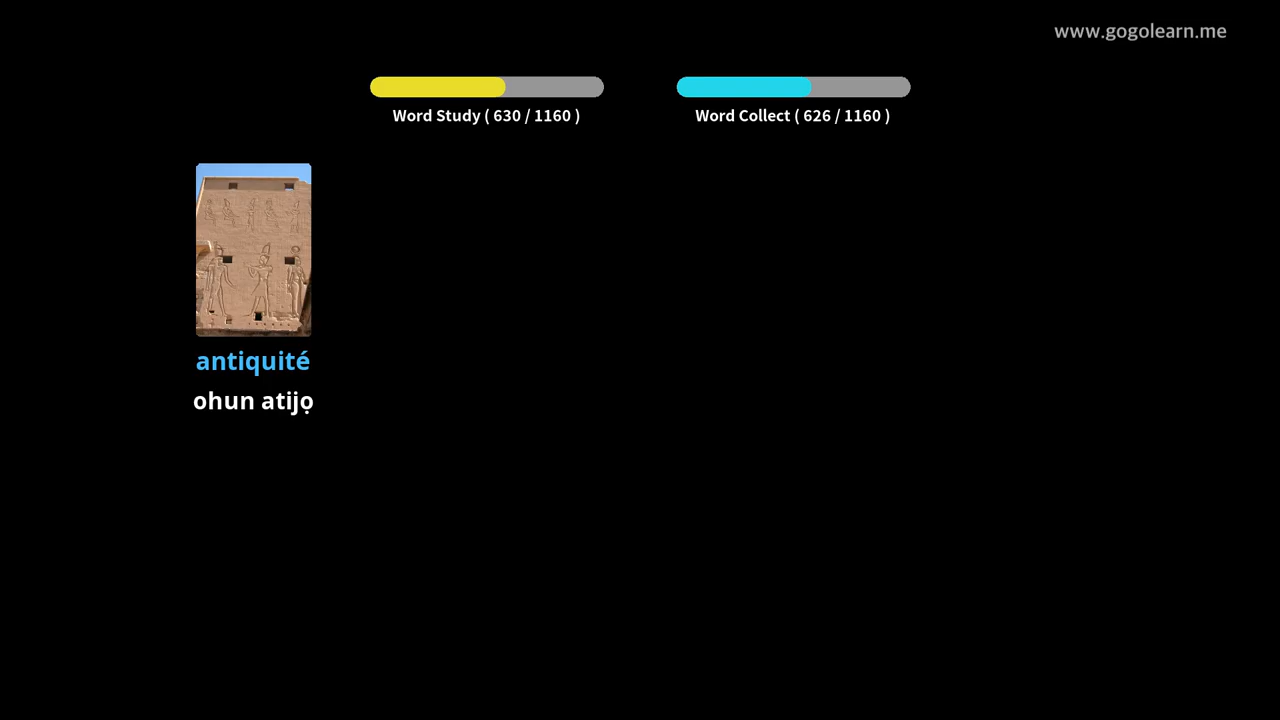 www.gogolearn.me
Word Study ( 630 / 1160 )
Word Collect ( 626 / 1160 )
antiquité
ohun atijọ